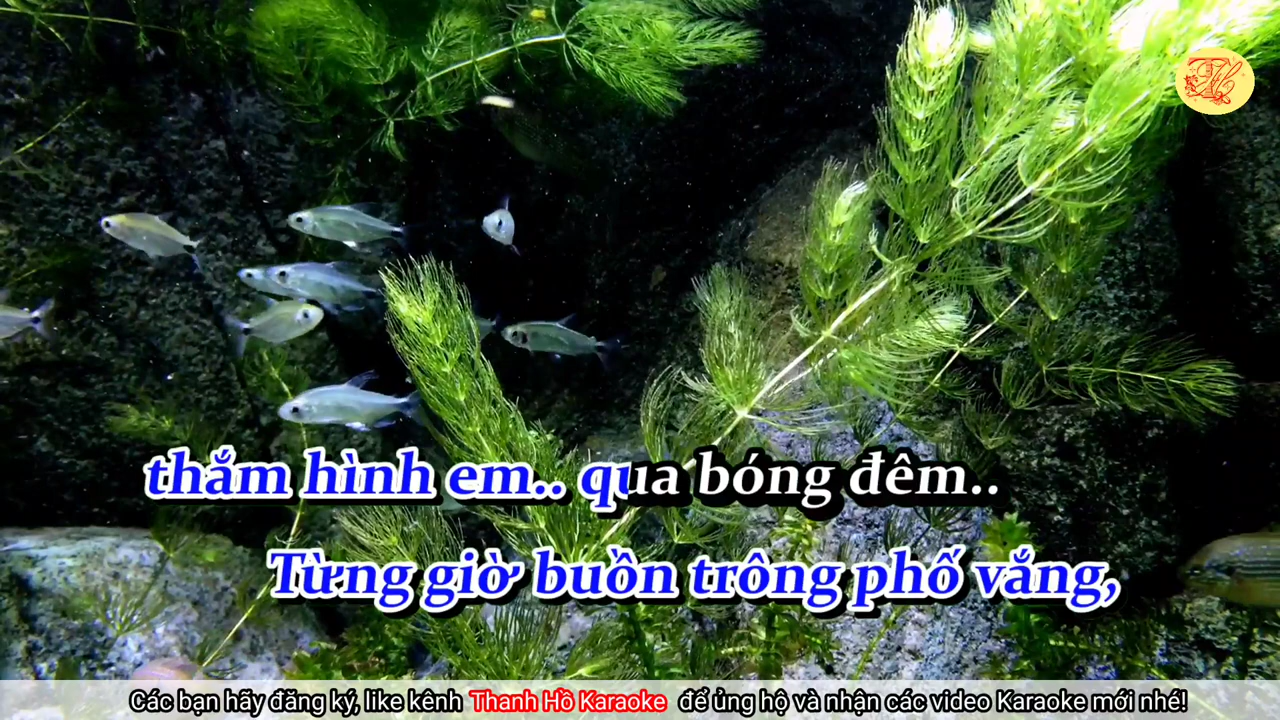 thắm hình em.. qua bóng đêm..
Từng giờ buồn trông phố vắng,
Các bạn hãy đăng ký, like kênh Thanh Hồ Karaoke để ủng hộ và nhận các video Karaoke mới nhé!